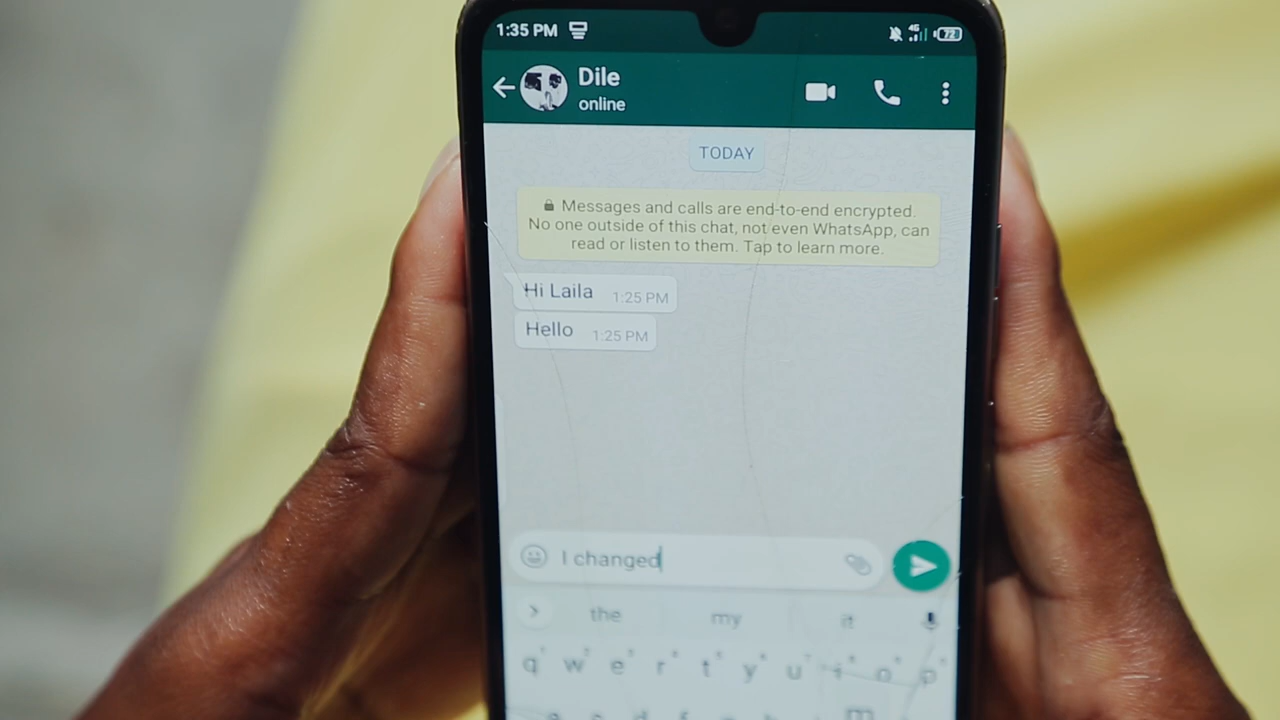 1:35 PM
4G
72
Dile
online
TODAY
Messages and calls are end-to-end encrypted.
No one outside of this chat, not even WhatsApp, can
read or listen to them. Tap to learn more.
Hi Laila 1:25 PM
Hello 1:25 PM
I changed
the my it
q w e r t y u i o p